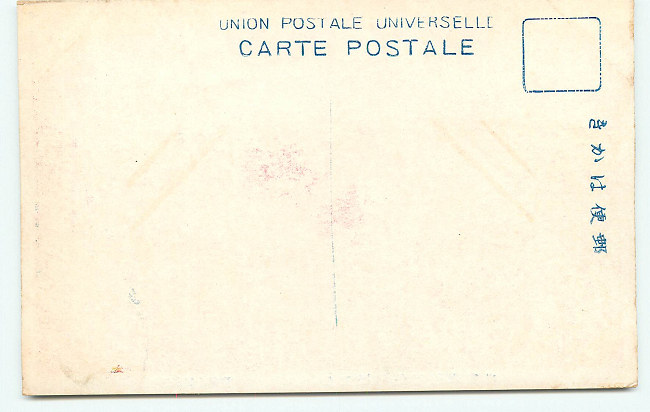 UNION POSTALE UNIVERSELLE
CARTE POSTALE
郵便はかき